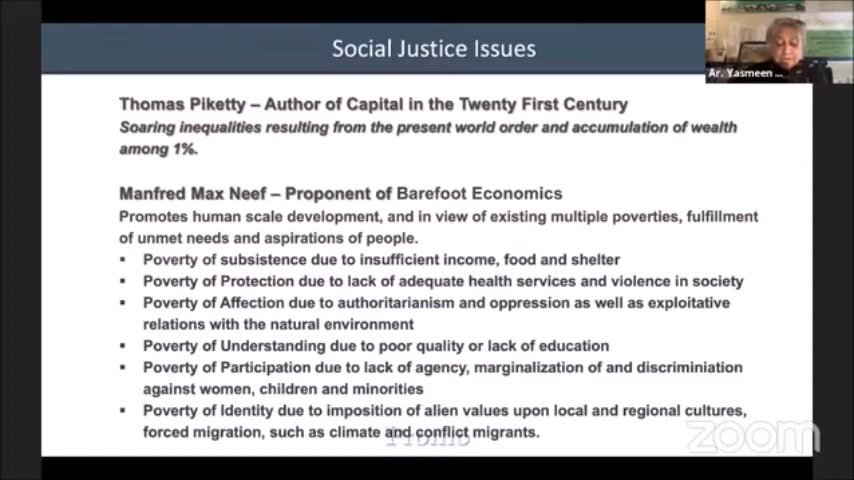 Social Justice Issues
Ar. Yasmeen ...
Thomas Piketty – Author of Capital in the Twenty First Century
Soaring inequalities resulting from the present world order and accumulation of wealth
among 1%.
Manfred Max Neef – Proponent of Barefoot Economics
Promotes human scale development, and in view of existing multiple poverties, fulfillment
of unmet needs and aspirations of people.
▪ Poverty of subsistence due to insufficient income, food and shelter
▪ Poverty of Protection due to lack of adequate health services and violence in society
▪ Poverty of Affection due to authoritarianism and oppression as well as exploitative
relations with the natural environment
▪ Poverty of Understanding due to poor quality or lack of education
▪ Poverty of Participation due to lack of agency, marginalization of and discriminiation
against women, children and minorities
▪ Poverty of Identity due to imposition of alien values upon local and regional cultures,
forced migration, such as climate and conflict migrants.
zoom